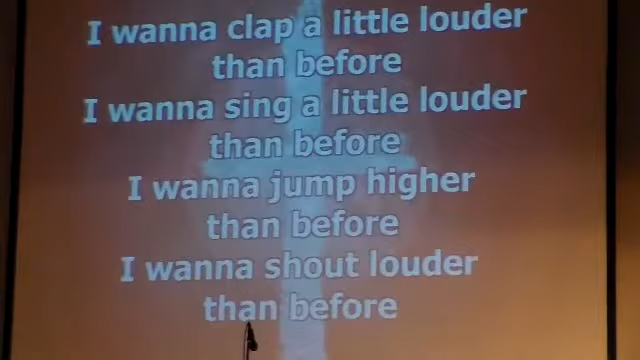 I wanna clap a little louder
than before
I wanna sing a little louder
than before
I wanna jump higher
than before
I wanna shout louder
than before